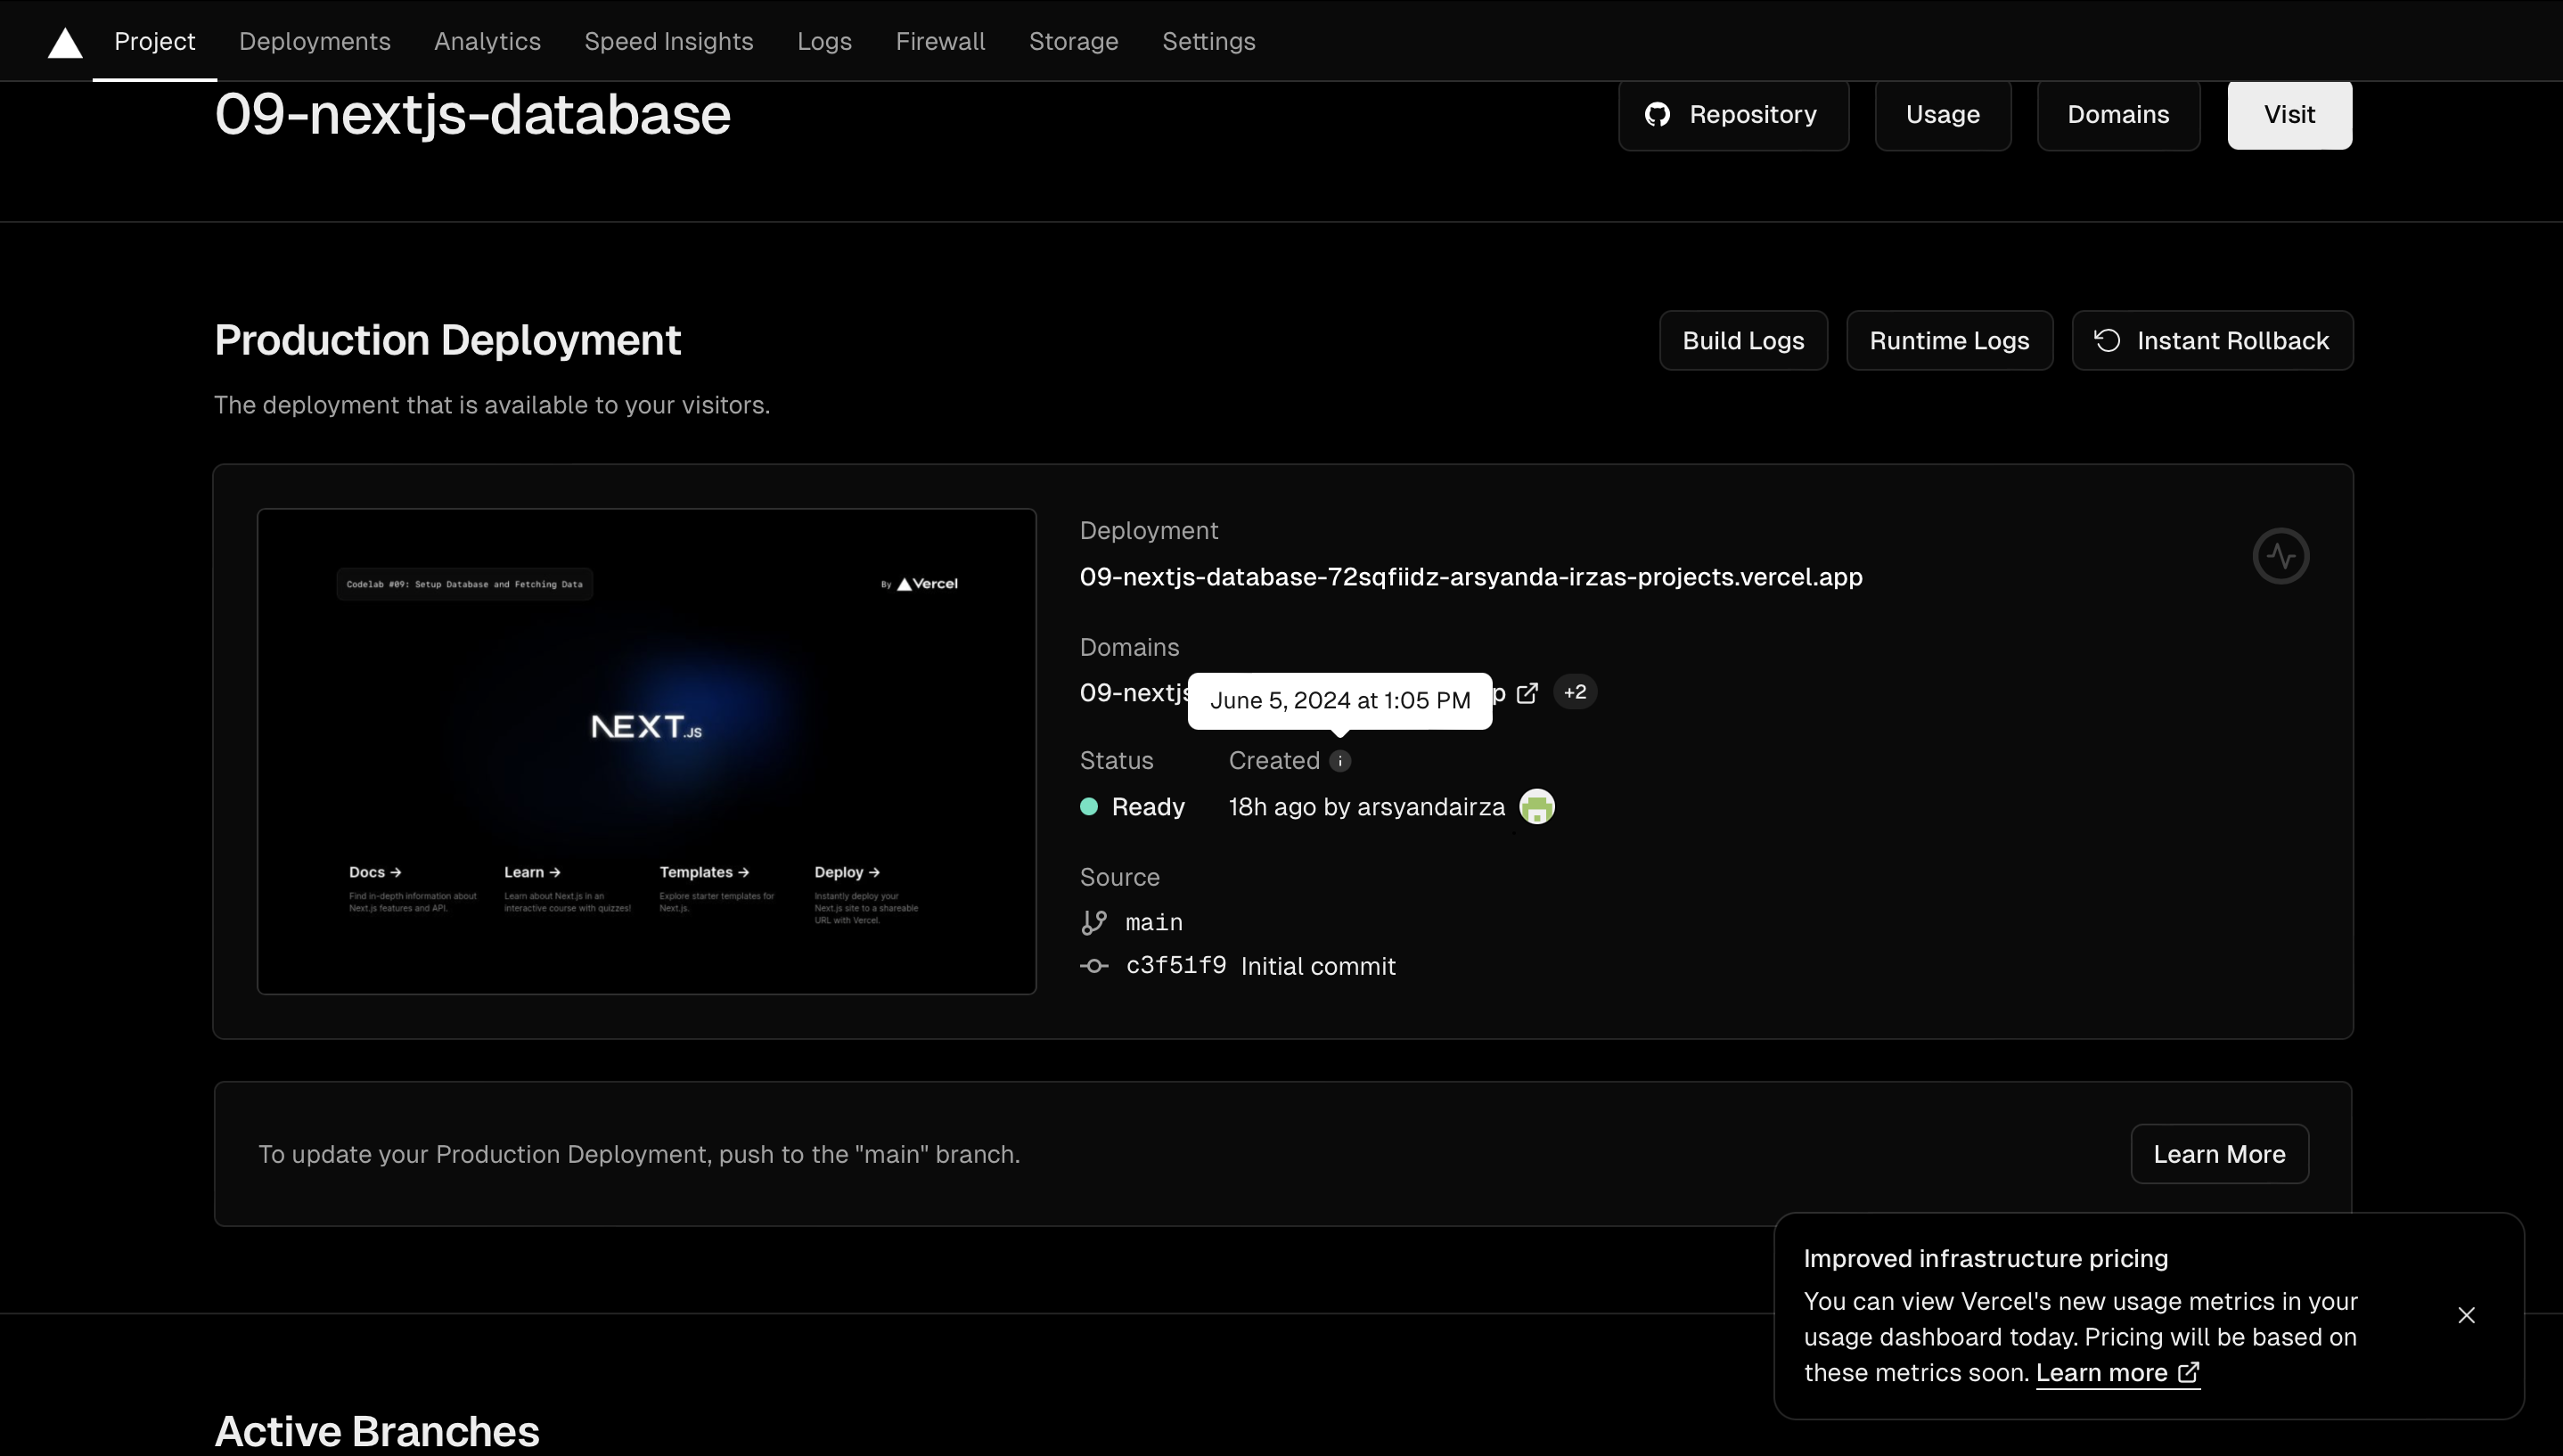 Project Deployments Analytics Speed Insights Logs Firewall Storage Settings
09-nextjs-database
Repository Usage Domains Visit
Production Deployment
Build Logs Runtime Logs Instant Rollback
The deployment that is available to your visitors.
Codelab #09: Setup Database and Fetching Data
By Vercel
NEXT.JS
Docs →
Find in-depth information about
Next.js features and API.
Learn →
Learn about Next.js in an
interactive course with quizzes!
Templates →
Explore starter templates for
Next.js.
Deploy →
Instantly deploy your
Next.js site to a shareable
URL with Vercel.
Deployment
09-nextjs-database-72sqfiidz-arsyanda-irzas-projects.vercel.app
Domains
09-nextjs p +2
June 5, 2024 at 1:05 PM
Status Created
Ready 18h ago by arsyandairza
Source
main
c3f51f9 Initial commit
To update your Production Deployment, push to the "main" branch.
Learn More
Improved infrastructure pricing
You can view Vercel's new usage metrics in your
usage dashboard today. Pricing will be based on
these metrics soon. Learn more
Active Branches